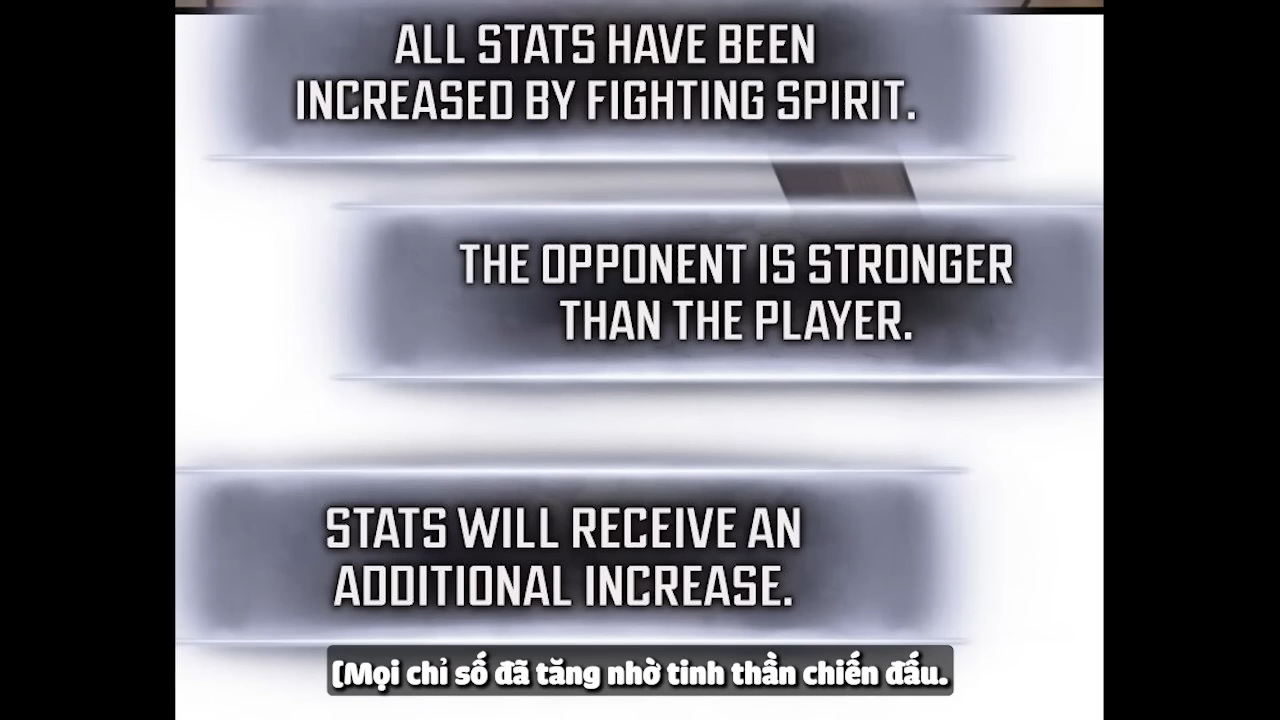 ALL STATS HAVE BEEN
INCREASED BY FIGHTING SPIRIT.
THE OPPONENT IS STRONGER
THAN THE PLAYER.
STATS WILL RECEIVE AN
ADDITIONAL INCREASE.
[Mọi chỉ số đã tăng nhờ tinh thần chiến đấu.